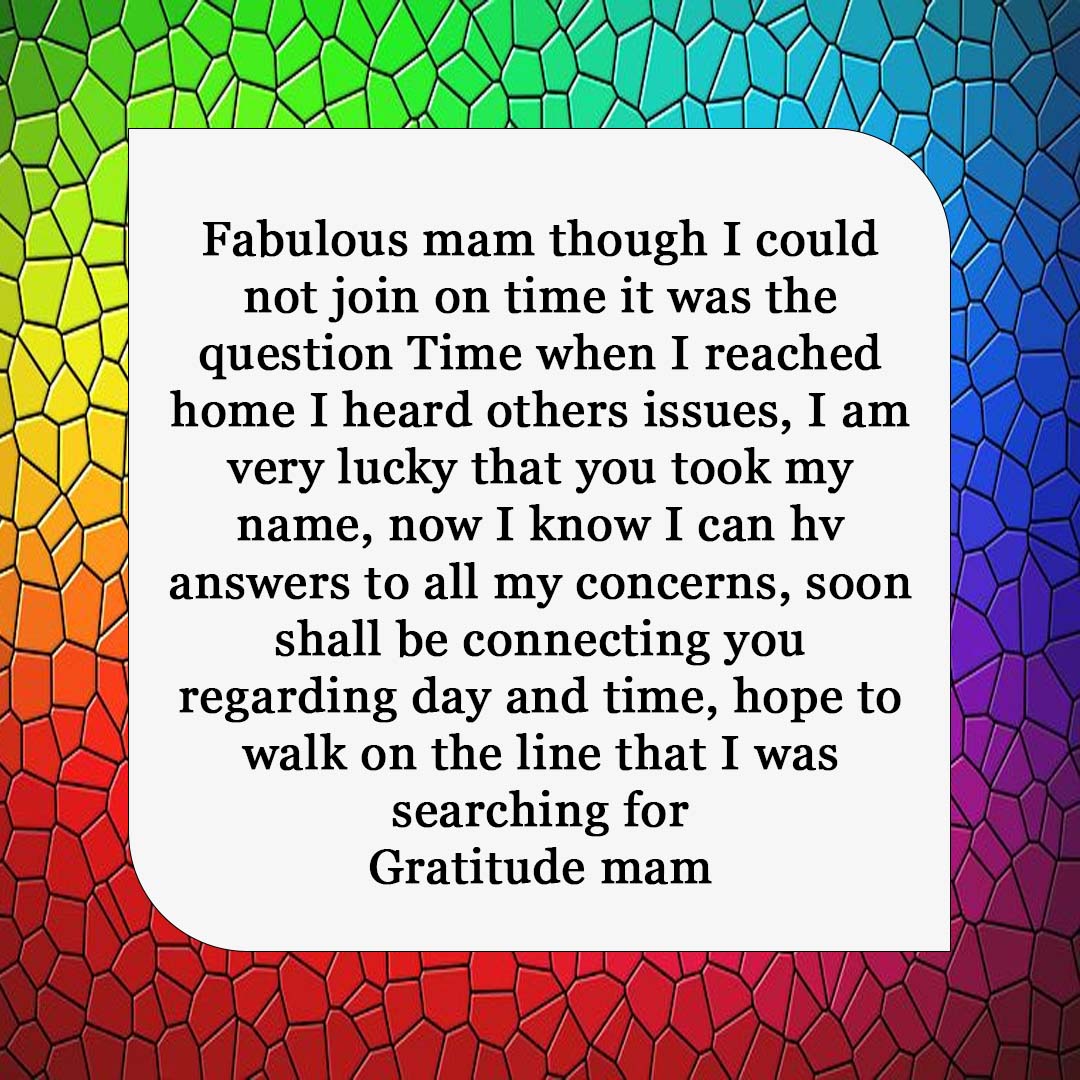 Fabulous mam though I could
not join on time it was the
question Time when I reached
home I heard others issues, I am
very lucky that you took my
name, now I know I can hv
answers to all my concerns, soon
shall be connecting you
regarding day and time, hope to
walk on the line that I was
searching for
Gratitude mam